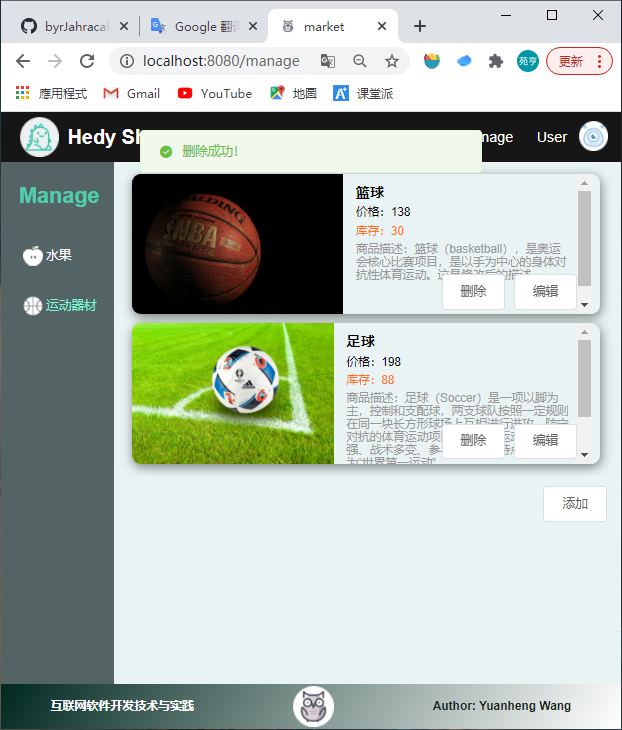 byrJahracal
Google 翻译
market
localhost:8080/manage
苑亨
更新
應用程式
Gmail
YouTube
地圖
课堂派
Hedy
User
删除成功!
Manage
水果
运动器材
篮球
价格：138
库存：30
商品描述：篮球（basketball），是奥运
会核心比赛项目，是以手为中心的身体对
抗性体育运动。这是修改后的描述
删除
编辑
足球
价格：198
库存：88
商品描述：足球（Soccer）是一项以脚为
主，控制和支配球，两支球队按照一定规则
在同一块长方形球场上互相进行进攻、防守
对抗的体育运动项
强、战术多变、参
为“世界第一运动”
删除
编辑
添加
互联网软件开发技术与实践
Author: Yuanheng Wang